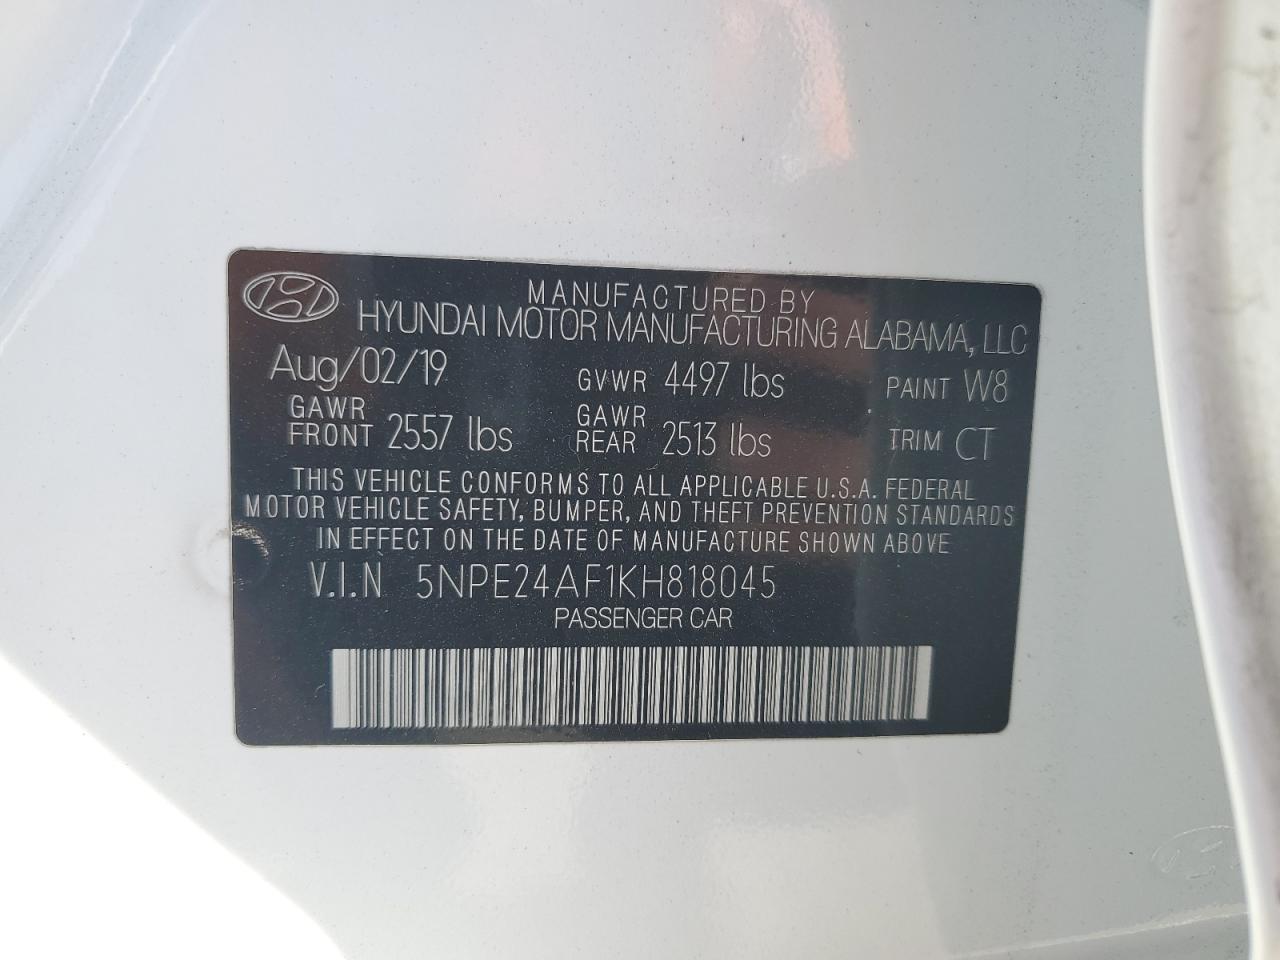 MANUFACTURED BY
HYUNDAI MOTOR MANUFACTURING ALABAMA, LLC
Aug/02/19 GVWR 4497 lbs PAINT W8
GAWR FRONT 2557 lbs GAWR REAR 2513 lbs TRIM CT
THIS VEHICLE CONFORMS TO ALL APPLICABLE U.S.A. FEDERAL
MOTOR VEHICLE SAFETY, BUMPER, AND THEFT PREVENTION STANDARDS
IN EFFECT ON THE DATE OF MANUFACTURE SHOWN ABOVE
V.I.N 5NPE24AF1KH818045
PASSENGER CAR